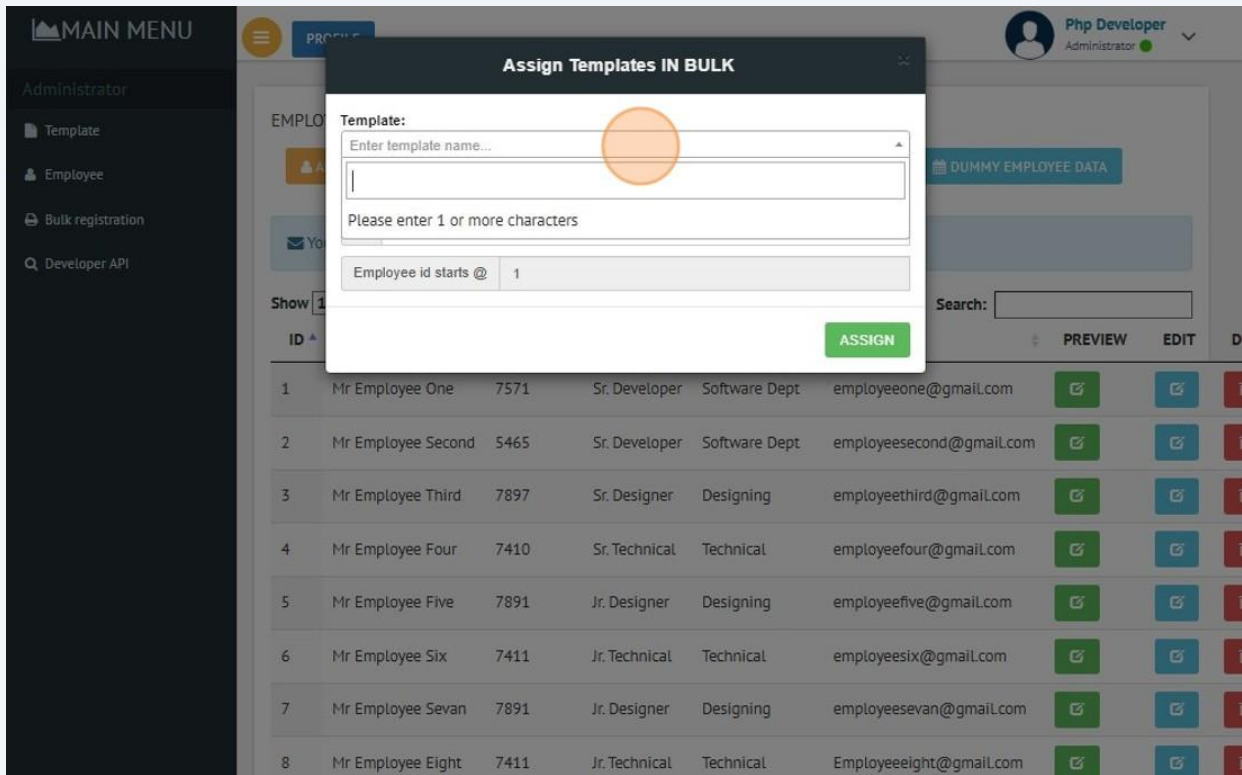 MAIN MENU
PROFILE
Php Developer
Administrator
Administrator
Template
Employee
Bulk registration
Developer API
Assign Templates IN BULK
Template:
Enter template name...
Please enter 1 or more characters
Employee id starts @ 1
ASSIGN
EMPLO
DUMMY EMPLOYEE DATA
Yo
Show 1
Search:
ID PREVIEW EDIT D
1 Mr Employee One 7571 Sr. Developer Software Dept employeeone@gmail.com
2 Mr Employee Second 5465 Sr. Developer Software Dept employeesecond@gmail.com
3 Mr Employee Third 7897 Sr. Designer Designing employeethird@gmail.com
4 Mr Employee Four 7410 Sr. Technical Technical employeefour@gmail.com
5 Mr Employee Five 7891 Jr. Designer Designing employeefive@gmail.com
6 Mr Employee Six 7411 Jr. Technical Technical employeesix@gmail.com
7 Mr Employee Sevan 7891 Jr. Designer Designing employeesevan@gmail.com
8 Mr Employee Eight 7411 Jr. Technical Technical Employeeeight@gmail.com